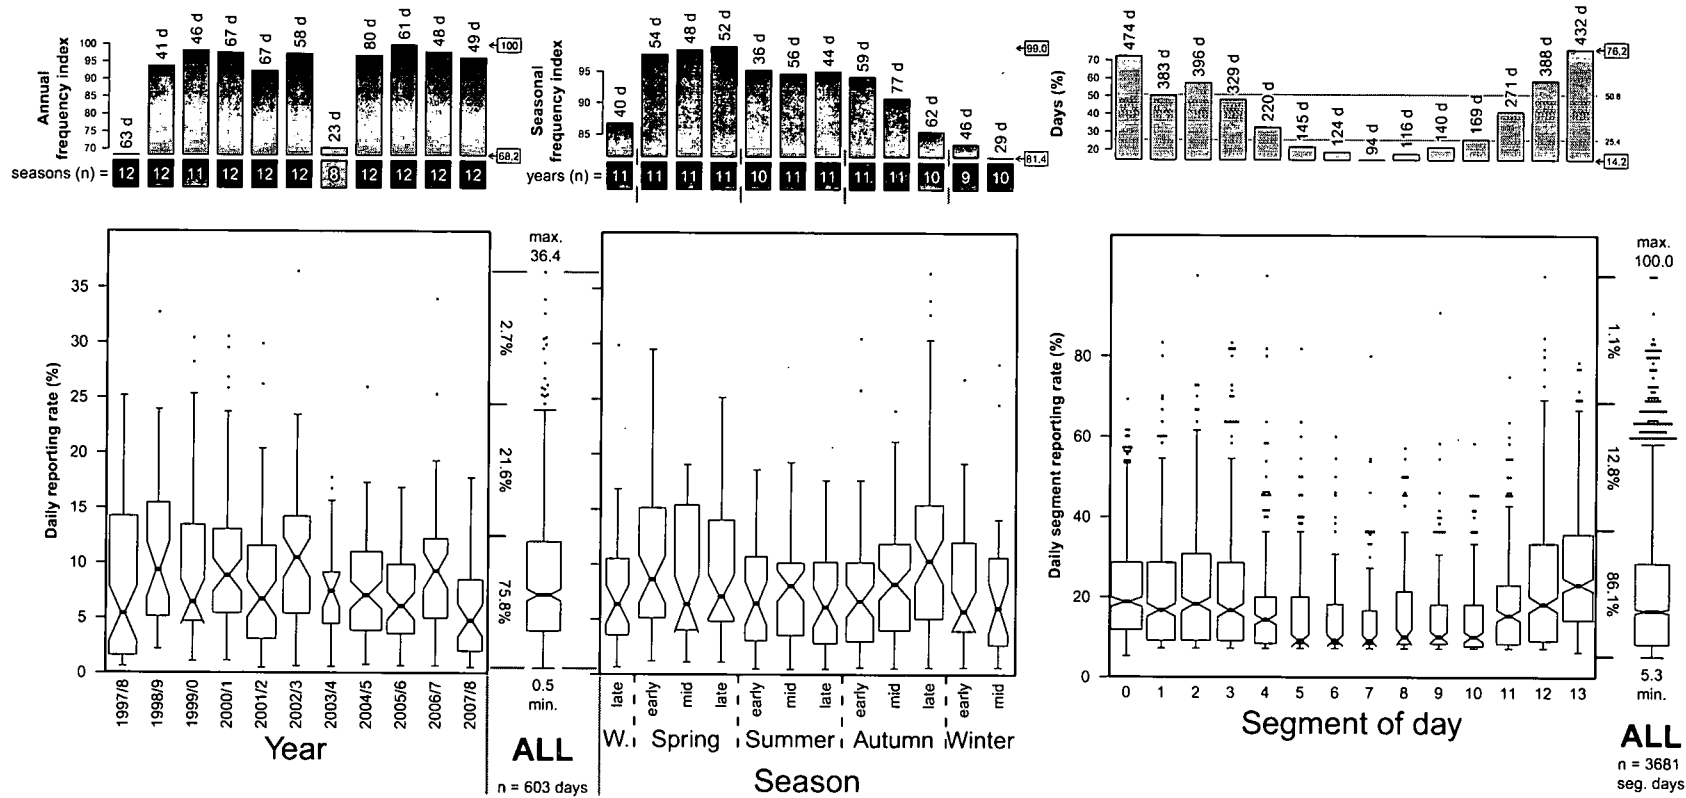 Annual
frequency index
100
95
90
85
80
75
70
63 d
41 d
46 d
67 d
67 d
58 d
23 d
80 d
61 d
48 d
49 d
100
68,2
seasons (n) =
12
12
11
12
12
12
8
12
12
12
12
Seasonal
frequency index
95
90
85
40 d
54 d
48 d
52 d
36 d
56 d
44 d
59 d
77 d
62 d
46 d
29 d
99.0
81.4
years (n) =
11
11
11
11
10
11
11
11
11
10
9
10
Days (%)
70
60
50
40
30
20
474 d
383 d
396 d
329 d
220 d
145 d
124 d
94 d
116 d
140 d
169 d
271 d
388 d
432 d
76,2
50.8
25.4
14.2
Daily reporting rate (%)
35
30
25
20
15
10
5
0
1997/8
1998/9
1999/0
2000/1
2001/2
2002/3
2003/4
2004/5
2005/6
2006/7
2007/8
Year
max.
36.4
2.7%
21.6%
75.8%
0.5
min.
ALL
n = 603 days
late
early
mid
late
early
mid
late
early
mid
late
early
mid
W.
Spring
Summer
Autumn
Winter
Season
Daily segment reporting rate (%)
80
60
40
20
0
0
1
2
3
4
5
6
7
8
9
10
11
12
13
Segment of day
max.
100.0
1.1%
12.8%
86.1%
5.3
min.
ALL
n = 3681
seg. days